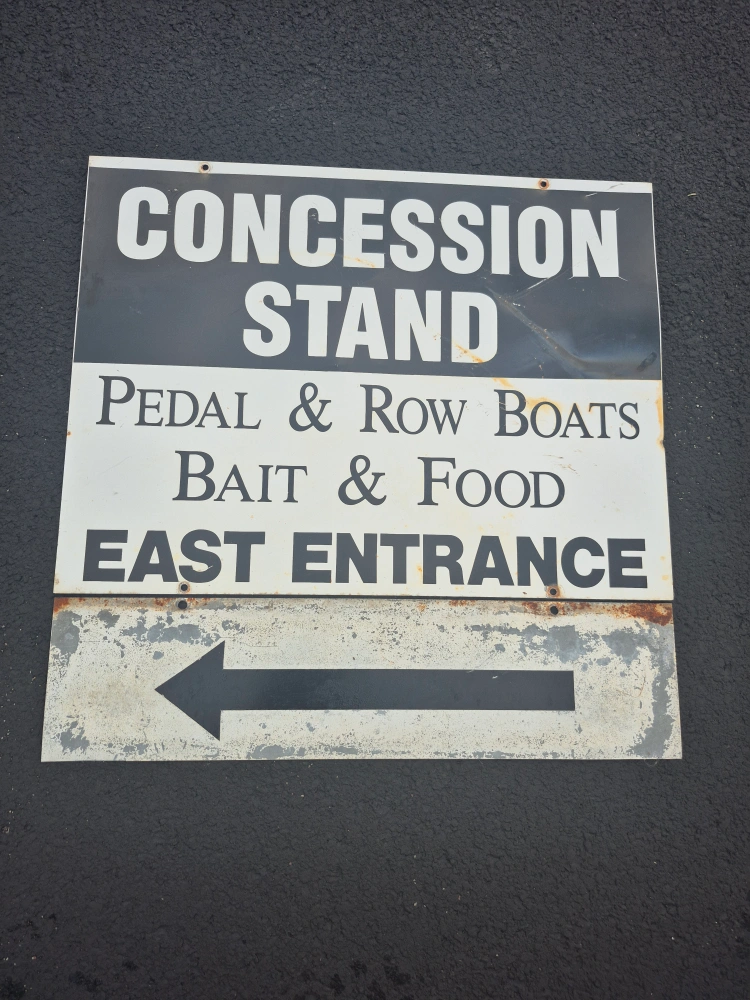 CONCESSION
STAND
PEDAL & ROW BOATS
BAIT & FOOD
EAST ENTRANCE